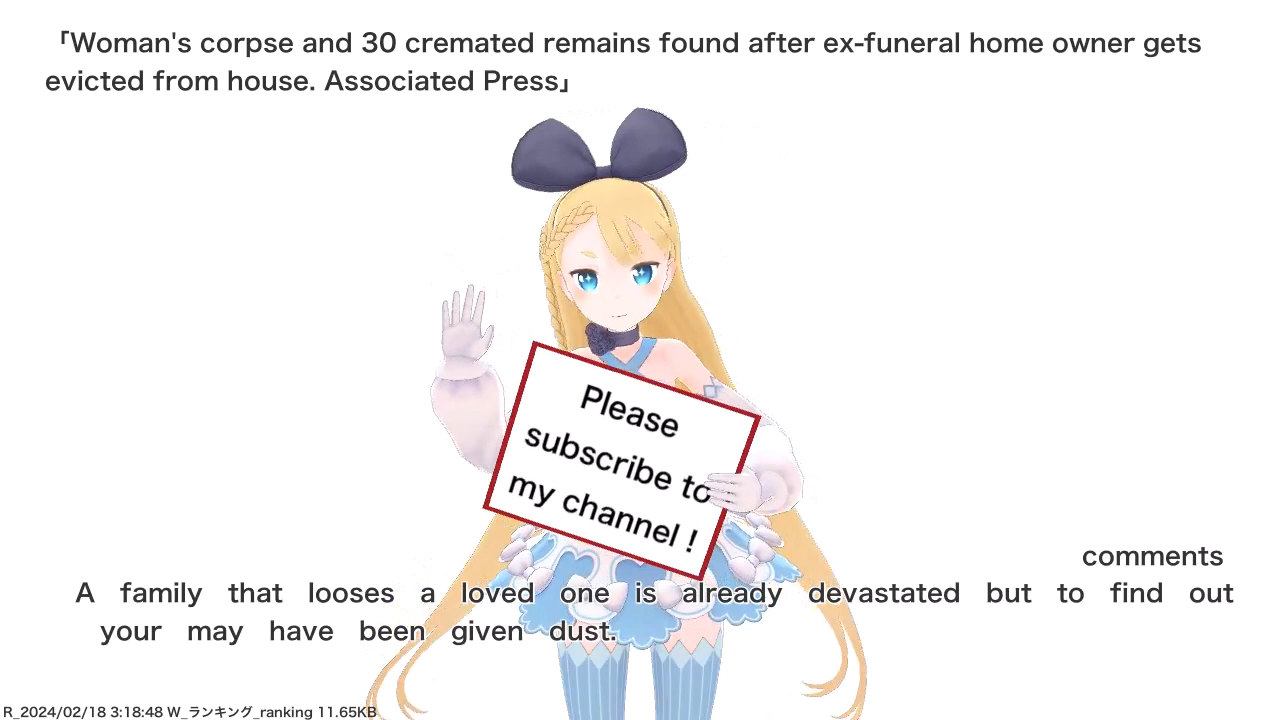 「Woman's corpse and 30 cremated remains found after ex-funeral home owner gets
evicted from house. Associated Press」
Please
subscribe to
my channel !
comments
A family that looses a loved one is already devastated but to find out
your may have been given dust.
R_2024/02/18 3:18:48 W_ランキング_ranking 11.65KB